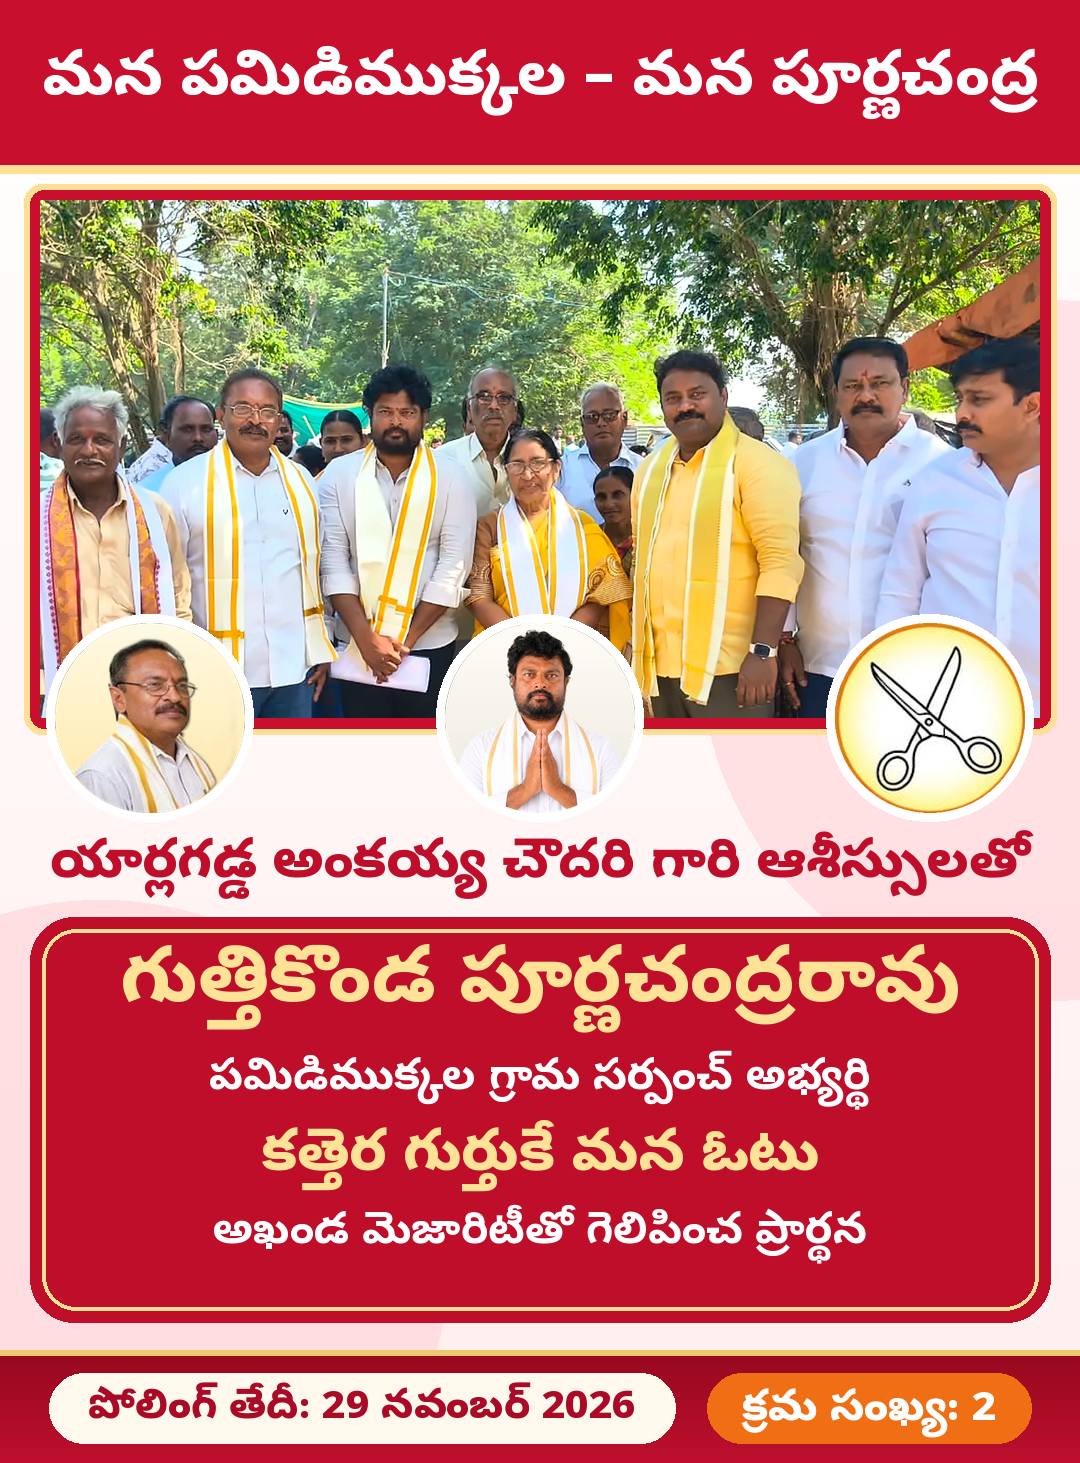 మన పమిడిముక్కల – మన పూర్ణచంద్ర
యార్లగడ్డ అంకయ్య చౌదరి గారి ఆశీస్సులతో
గుత్తికొండ పూర్ణచంద్రరావు
పమిడిముక్కల గ్రామ సర్పంచ్ అభ్యర్థి
కత్తెర గుర్తుకే మన ఓటు
అఖండ మెజారిటీతో గెలిపించ ప్రార్థన
పోలింగ్ తేదీ: 29 నవంబర్ 2026
క్రమ సంఖ్య: 2